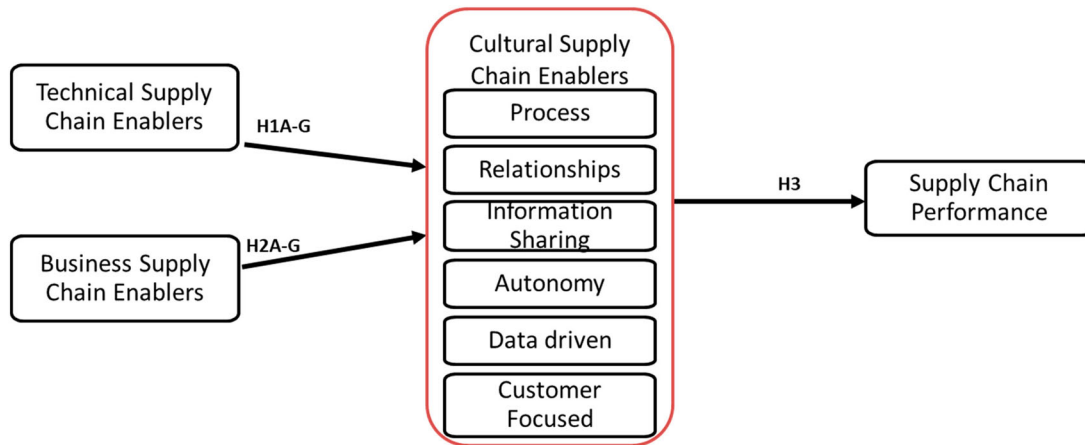 Technical Supply
Chain Enablers
H1A-G
Business Supply
Chain Enablers
H2A-G
Cultural Supply
Chain Enablers
Process
Relationships
Information
Sharing
Autonomy
Data driven
Customer
Focused
H3
Supply Chain
Performance